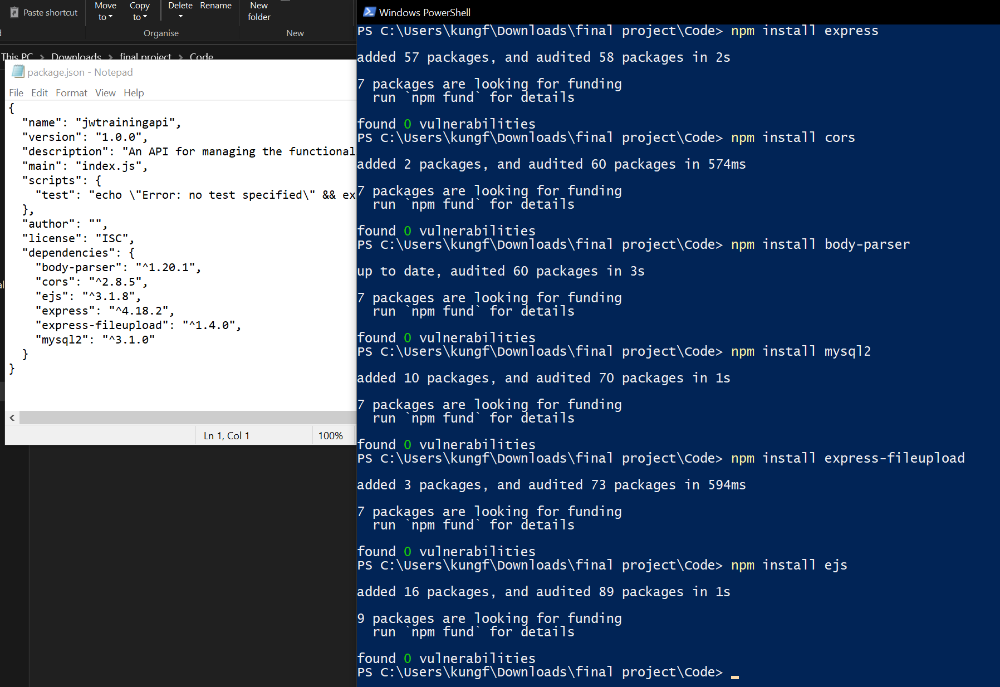 Paste shortcut
Move to
Copy to
Delete
Rename
New folder
Organise
New
This PC > Downloads > final project > Code
package.json - Notepad
File Edit Format View Help
{
  "name": "jwtrainingapi",
  "version": "1.0.0",
  "description": "An API for managing the functional
  "main": "index.js",
  "scripts": {
    "test": "echo \"Error: no test specified\" && ex
  },
  "author": "",
  "license": "ISC",
  "dependencies": {
    "body-parser": "^1.20.1",
    "cors": "^2.8.5",
    "ejs": "^3.1.8",
    "express": "^4.18.2",
    "express-fileupload": "^1.4.0",
    "mysql2": "^3.1.0"
  }
}
Ln 1, Col 1
100%
Windows PowerShell
PS C:\Users\kungf\Downloads\final project\Code> npm install express
added 57 packages, and audited 58 packages in 2s
7 packages are looking for funding
  run `npm fund` for details
found 0 vulnerabilities
PS C:\Users\kungf\Downloads\final project\Code> npm install cors
added 2 packages, and audited 60 packages in 574ms
7 packages are looking for funding
  run `npm fund` for details
found 0 vulnerabilities
PS C:\Users\kungf\Downloads\final project\Code> npm install body-parser
up to date, audited 60 packages in 3s
7 packages are looking for funding
  run `npm fund` for details
found 0 vulnerabilities
PS C:\Users\kungf\Downloads\final project\Code> npm install mysql2
added 10 packages, and audited 70 packages in 1s
7 packages are looking for funding
  run `npm fund` for details
found 0 vulnerabilities
PS C:\Users\kungf\Downloads\final project\Code> npm install express-fileupload
added 3 packages, and audited 73 packages in 594ms
7 packages are looking for funding
  run `npm fund` for details
found 0 vulnerabilities
PS C:\Users\kungf\Downloads\final project\Code> npm install ejs
added 16 packages, and audited 89 packages in 1s
9 packages are looking for funding
  run `npm fund` for details
found 0 vulnerabilities
PS C:\Users\kungf\Downloads\final project\Code>